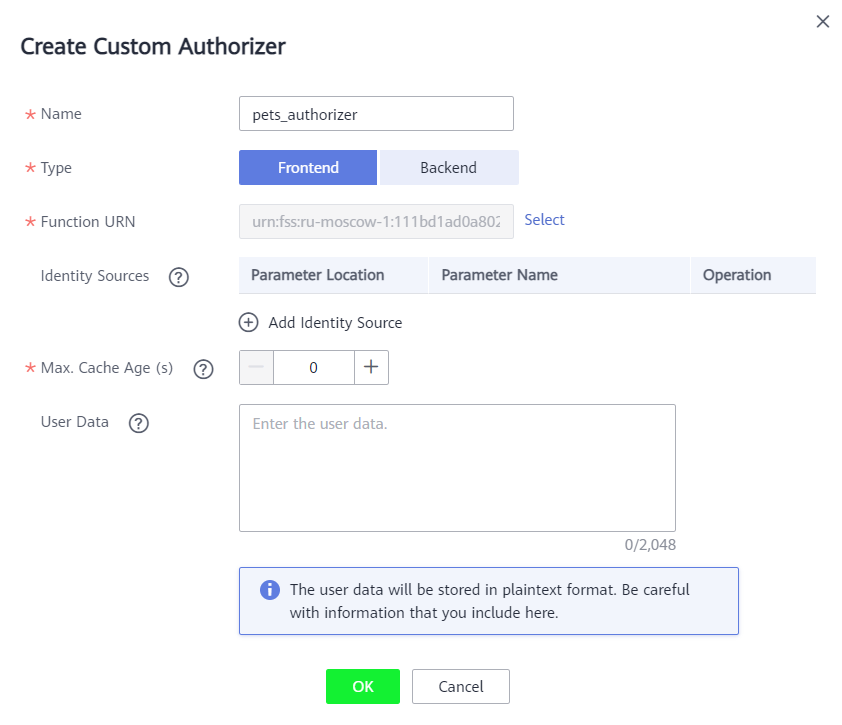 Create Custom Authorizer
* Name
pets_authorizer
* Type
Frontend
Backend
* Function URN
urn:fss:ru-moscow-1:111bd1ad0a802
Select
Identity Sources ?
Parameter Location
Parameter Name
Operation
Add Identity Source
* Max. Cache Age (s) ?
0
User Data ?
Enter the user data.
0/2,048
The user data will be stored in plaintext format. Be careful
with information that you include here.
OK
Cancel